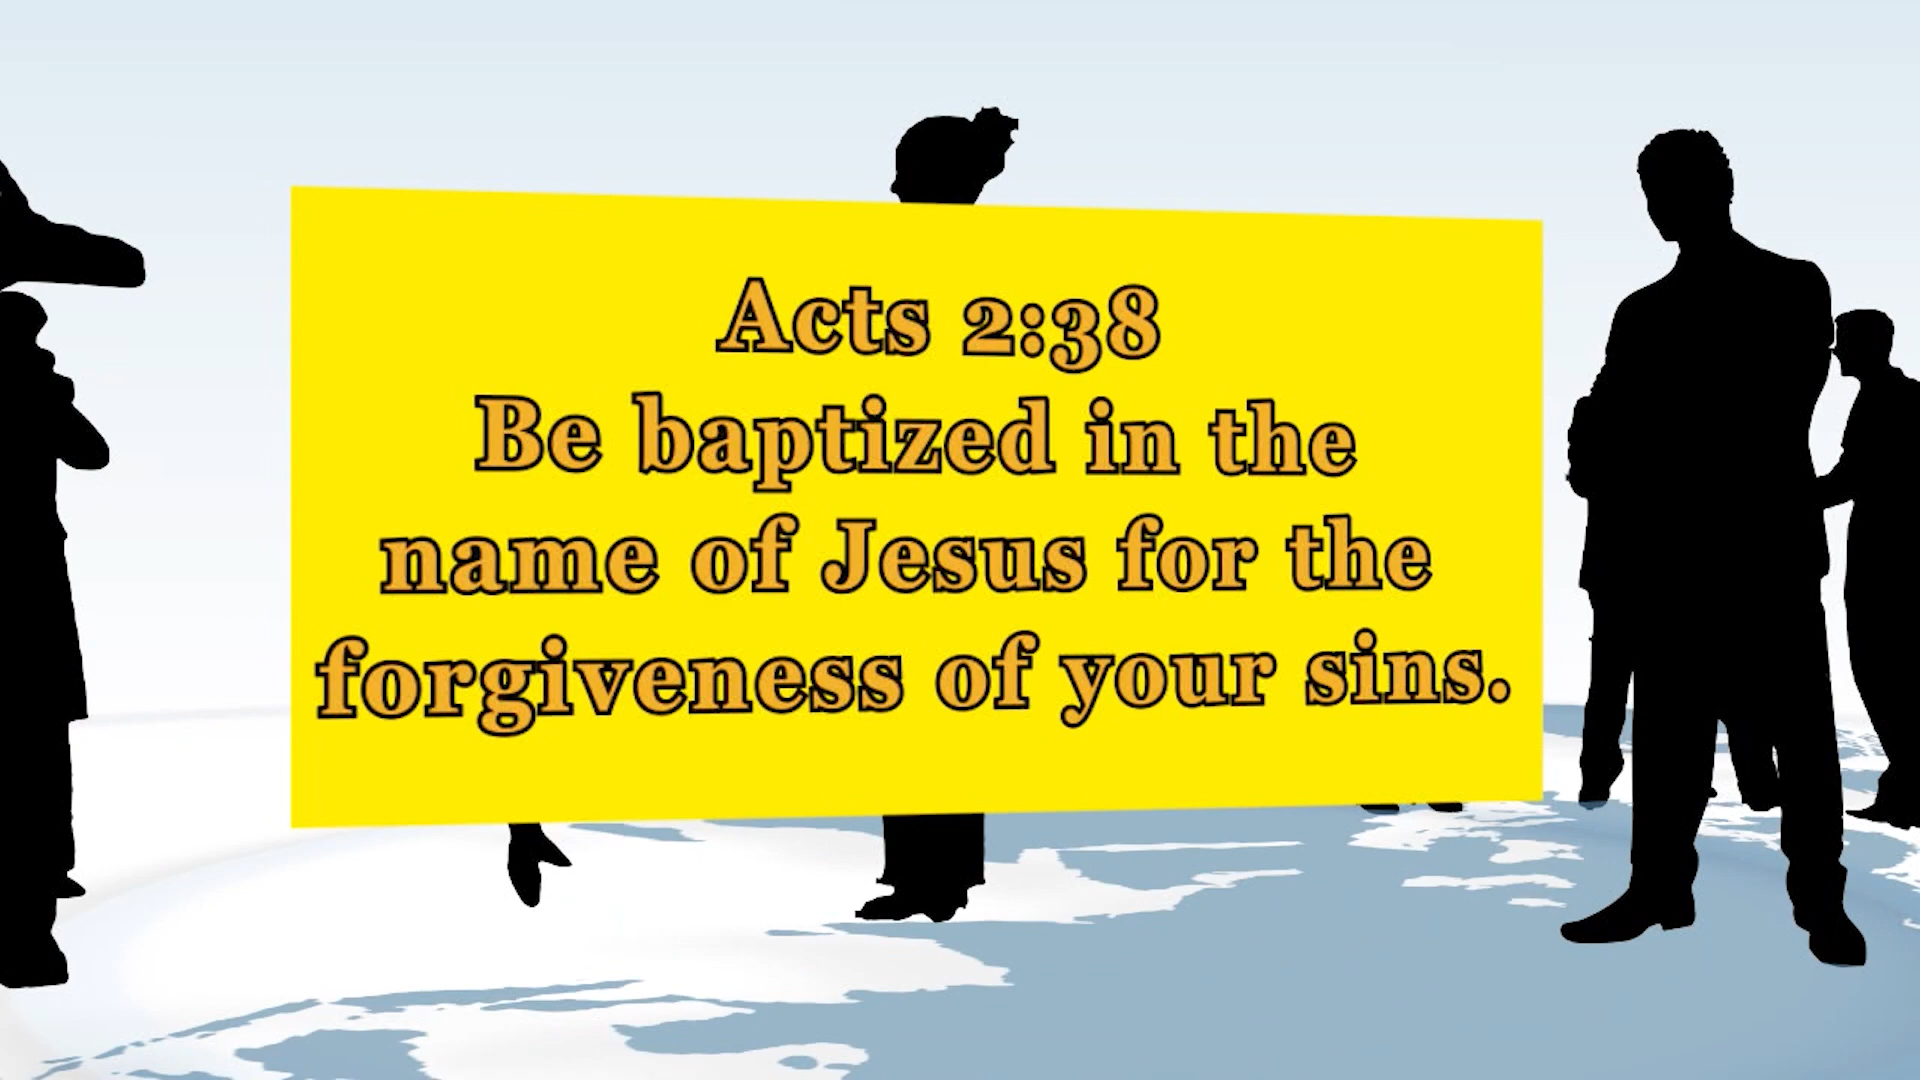 Acts 2:38
Be baptized in the
name of Jesus for the
forgiveness of your sins.